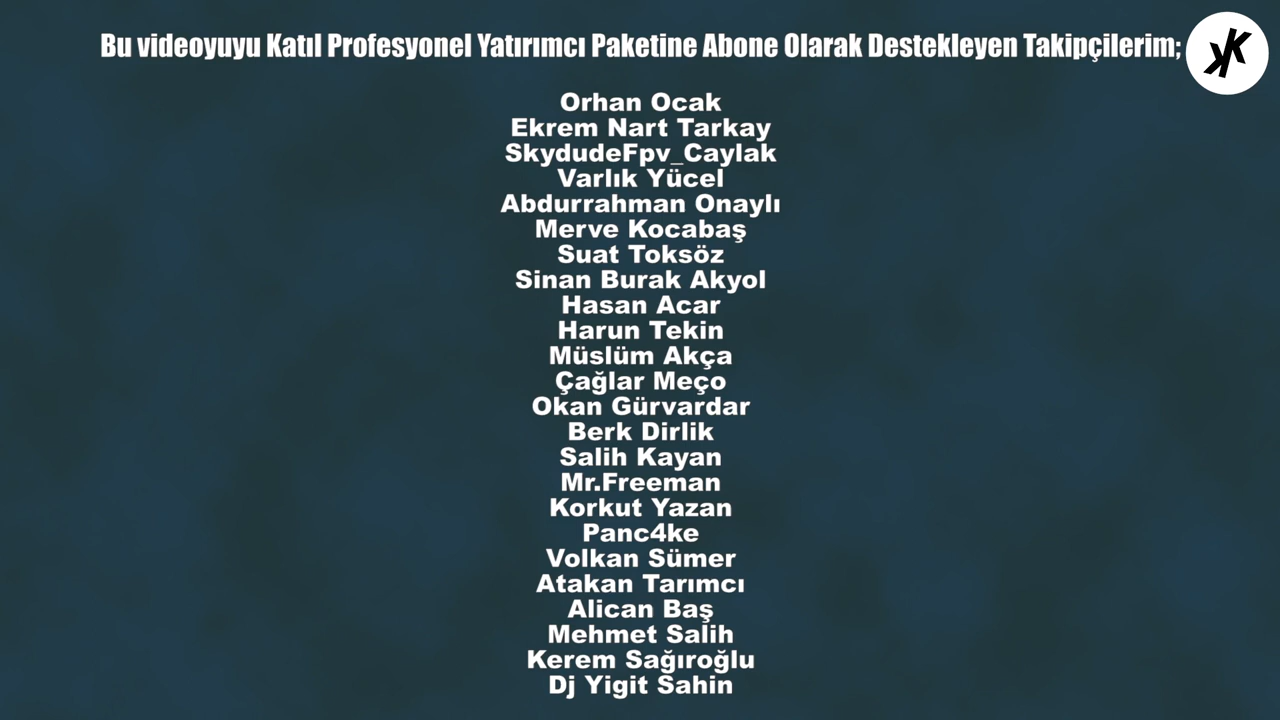 Bu videoyuyu Katıl Profesyonel Yatırımcı Paketine Abone Olarak Destekleyen Takipçilerim;
Orhan Ocak
Ekrem Nart Tarkay
SkydudeFpv_Caylak
Varlık Yücel
Abdurrahman Onaylı
Merve Kocabaş
Suat Toksöz
Sinan Burak Akyol
Hasan Acar
Harun Tekin
Müslüm Akça
Çağlar Meço
Okan Gürvardar
Berk Dirlik
Salih Kayan
Mr.Freeman
Korkut Yazan
Panc4ke
Volkan Sümer
Atakan Tarımcı
Alican Baş
Mehmet Salih
Kerem Sağıroğlu
Dj Yigit Sahin